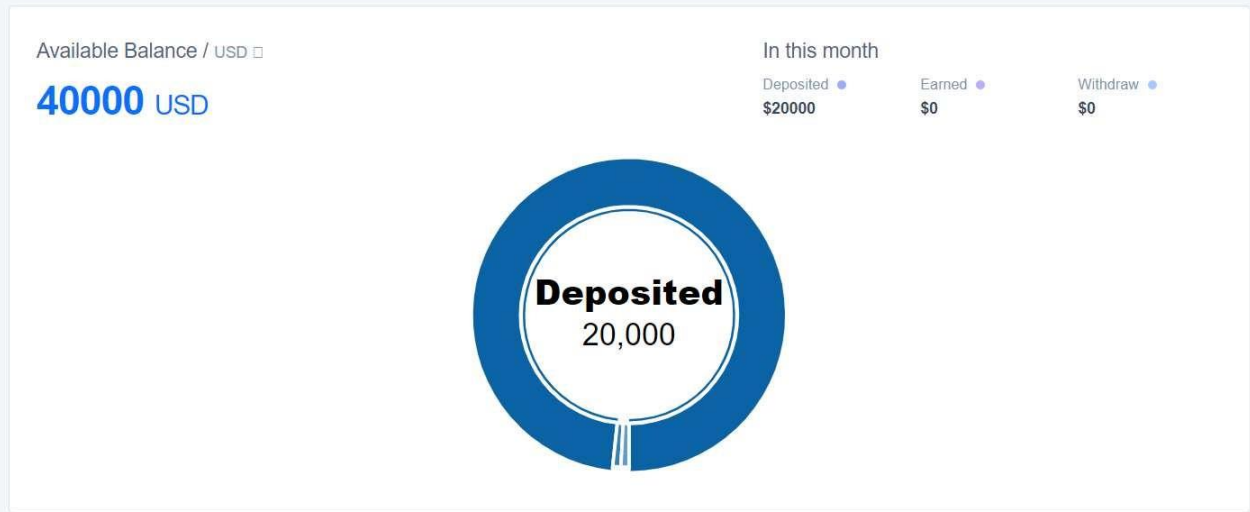 Available Balance / USD
40000 USD
In this month
Deposited
$20000
Earned
$0
Withdraw
$0
Deposited
20,000